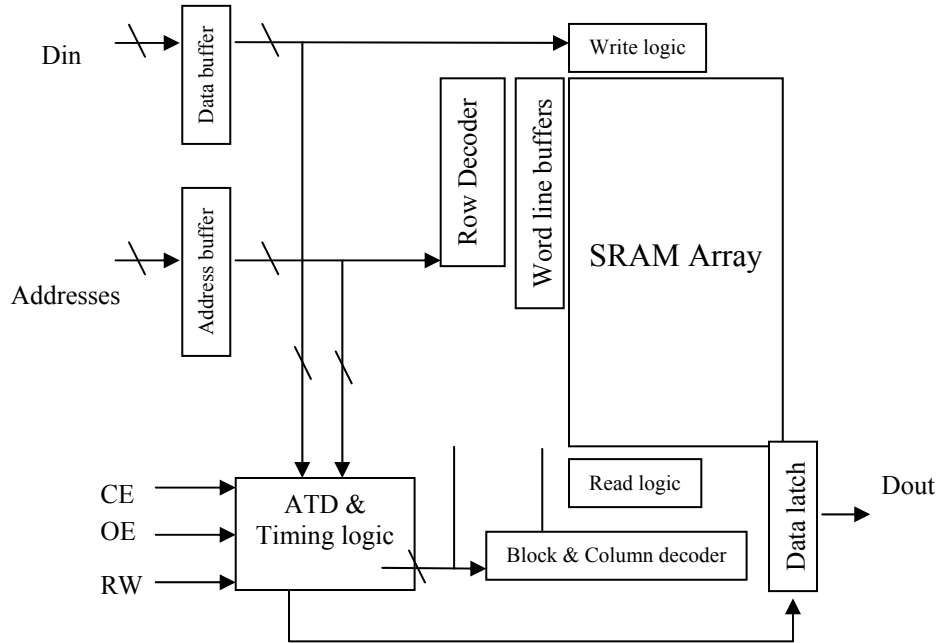 Din
Data buffer
Write logic
Row Decoder
Word line buffers
SRAM Array
Addresses
Address buffer
CE
OE
RW
ATD &
Timing logic
Read logic
Block & Column decoder
Data latch
Dout